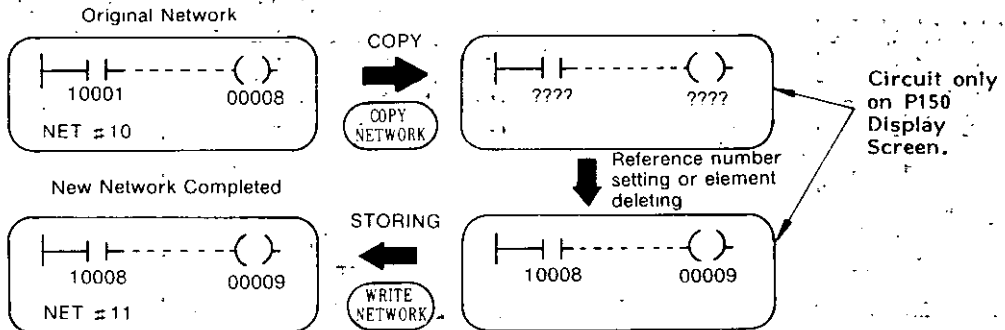 Original Network
10001
00008
NET #10
COPY
COPY
NETWORK
????
????
Circuit only
on P150
Display
Screen.
Reference number
setting or element
deleting
New Network Completed
10008
00009
NET #11
STORING
WRITE
NETWORK
10008
00009